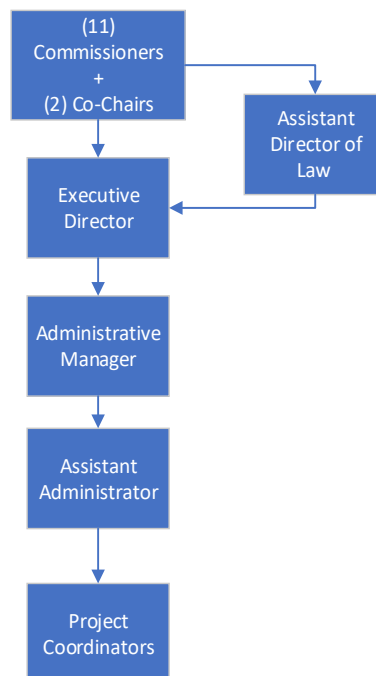 (11)
Commissioners
+
(2) Co-Chairs
Assistant
Director of
Law
Executive
Director
Administrative
Manager
Assistant
Administrator
Project
Coordinators